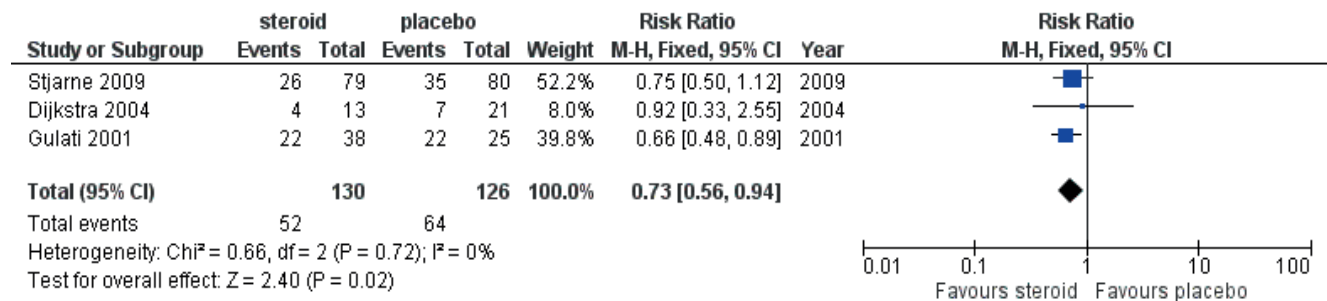 steroid placebo Risk Ratio Risk Ratio
Study or Subgroup Events Total Events Total Weight M-H, Fixed, 95% CI Year M-H, Fixed, 95% CI
Stjarne 2009 26 79 35 80 52.2% 0.75 [0.50, 1.12] 2009
Dijkstra 2004 4 13 7 21 8.0% 0.92 [0.33, 2.55] 2004
Gulati 2001 22 38 22 25 39.8% 0.66 [0.48, 0.89] 2001
Total (95% CI) 130 126 100.0% 0.73 [0.56, 0.94]
Total events 52 64
Heterogeneity: Chi² = 0.66, df = 2 (P = 0.72); I² = 0%
Test for overall effect: Z = 2.40 (P = 0.02)
0.01 0.1 1 10 100
Favours steroid Favours placebo